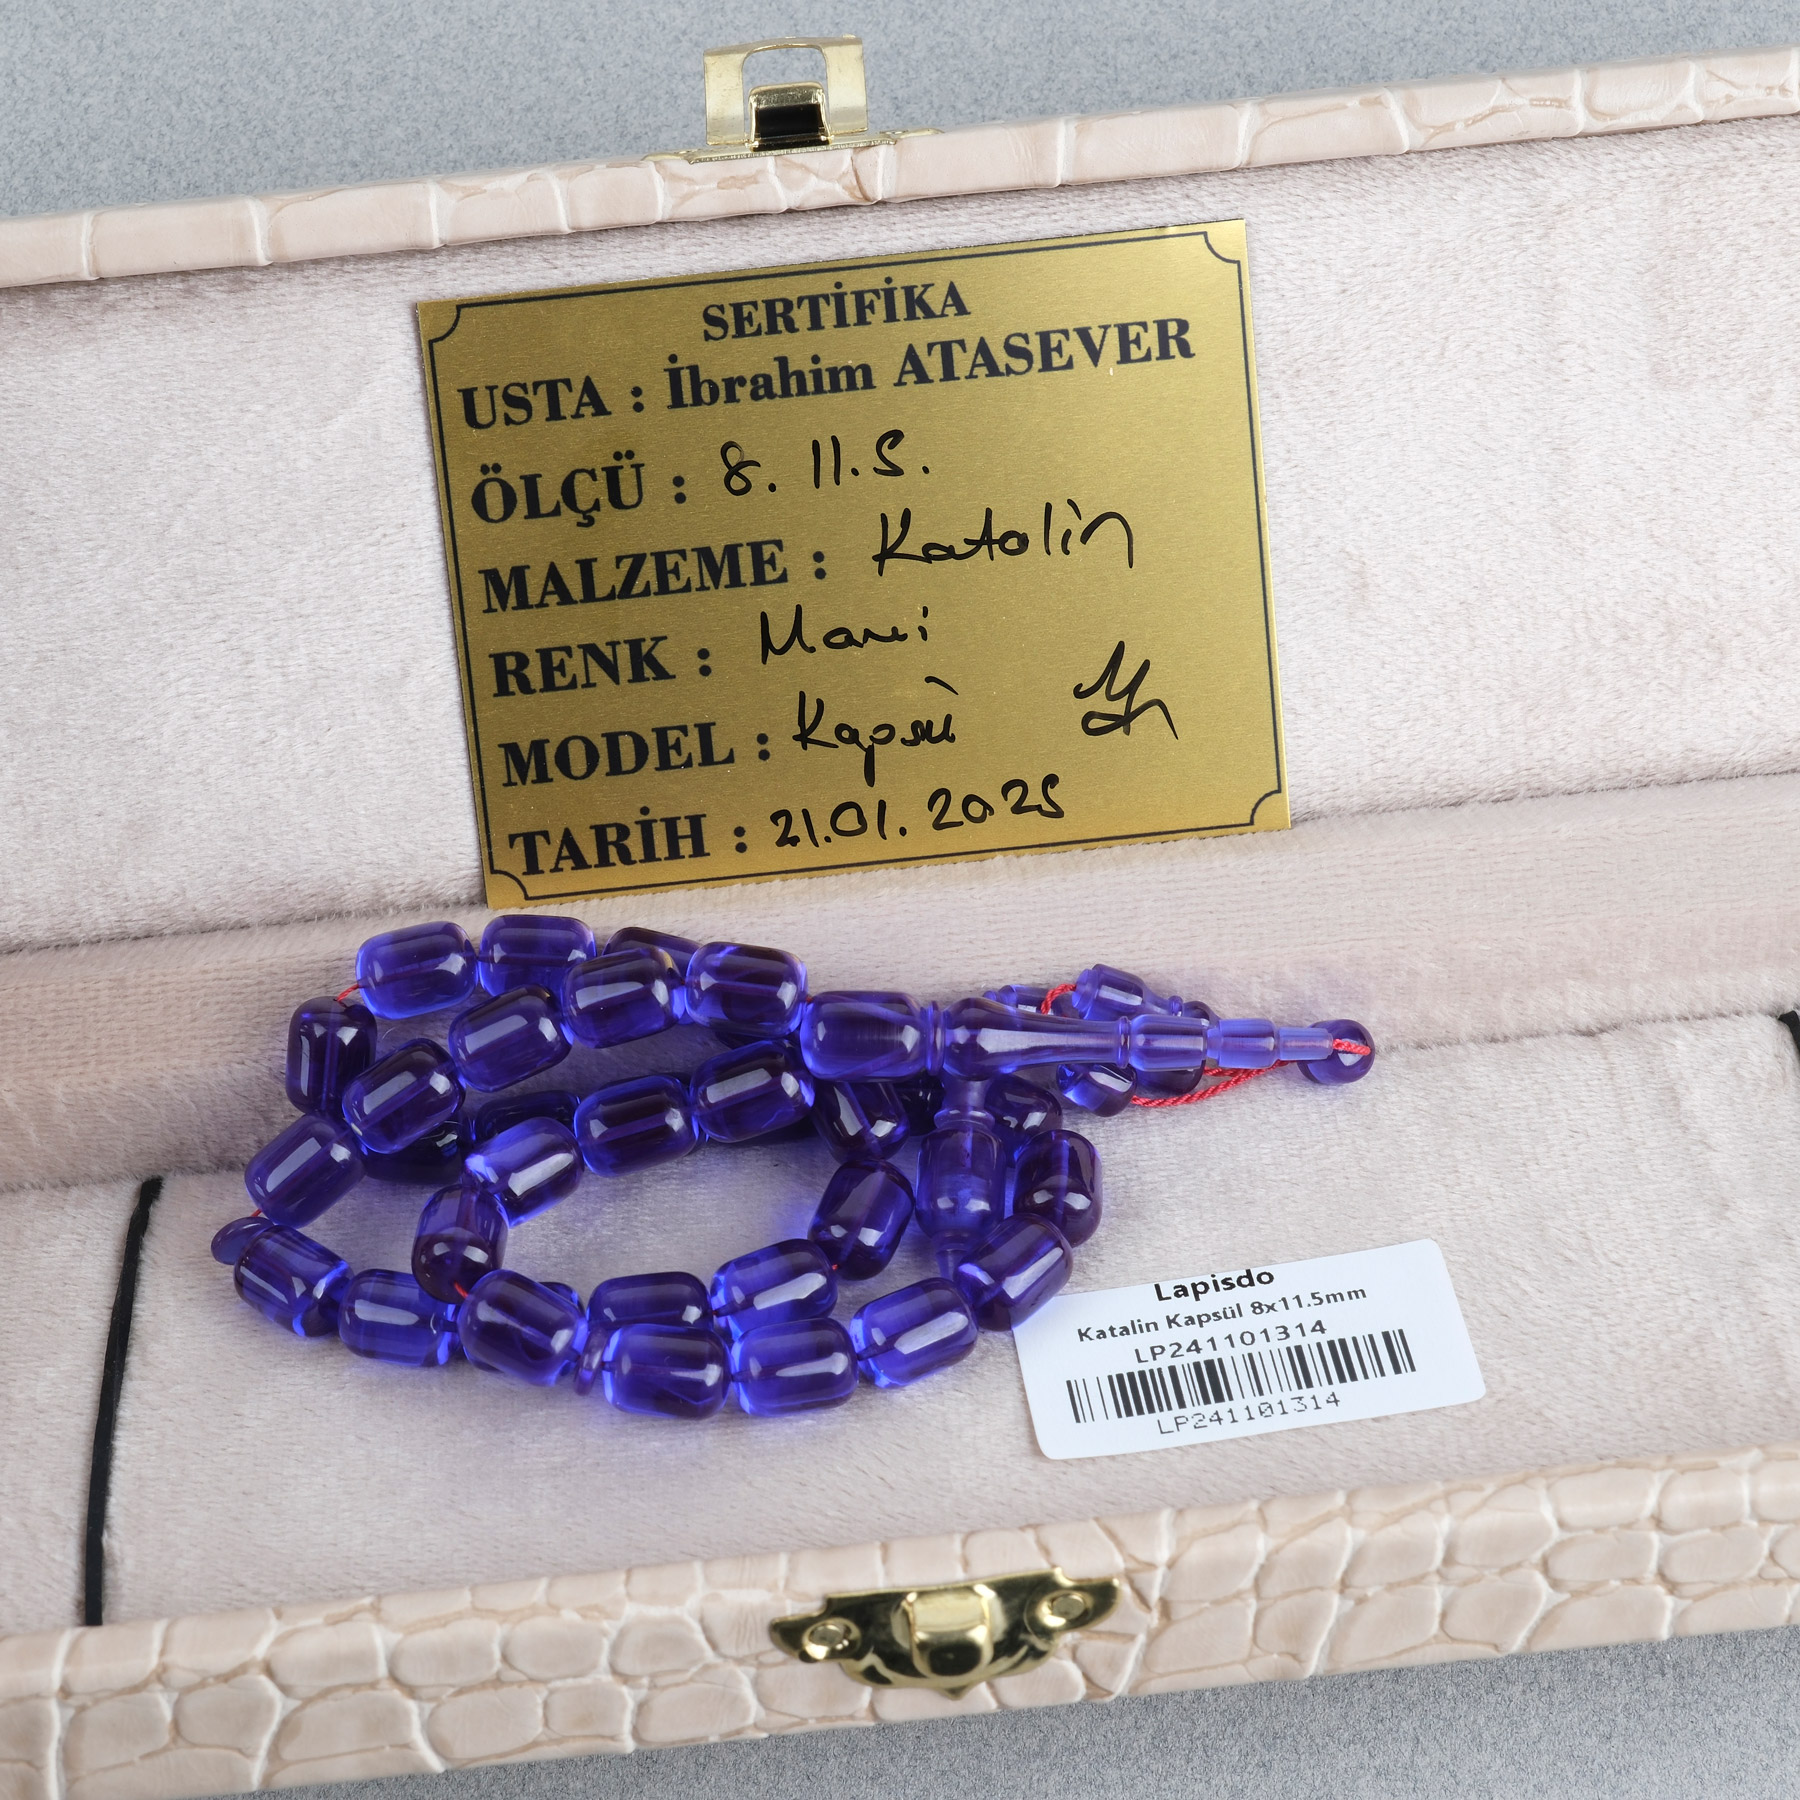 SERTİFİKA
USTA : İbrahim ATASEVER
ÖLÇÜ : 8. 11.5.
MALZEME : Katalin
RENK : Mavi
MODEL : Kapsül
TARİH : 21.01.2025
Lapisdo
Katalin Kapsül 8x11.5mm
LP241101314
LP241101314